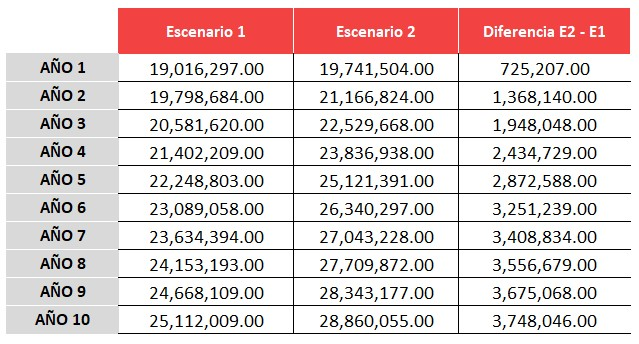 Escenario 1 Escenario 2 Diferencia E2 - E1
AÑO 1 19,016,297.00 19,741,504.00 725,207.00
AÑO 2 19,798,684.00 21,166,824.00 1,368,140.00
AÑO 3 20,581,620.00 22,529,668.00 1,948,048.00
AÑO 4 21,402,209.00 23,836,938.00 2,434,729.00
AÑO 5 22,248,803.00 25,121,391.00 2,872,588.00
AÑO 6 23,089,058.00 26,340,297.00 3,251,239.00
AÑO 7 23,634,394.00 27,043,228.00 3,408,834.00
AÑO 8 24,153,193.00 27,709,872.00 3,556,679.00
AÑO 9 24,668,109.00 28,343,177.00 3,675,068.00
AÑO 10 25,112,009.00 28,860,055.00 3,748,046.00